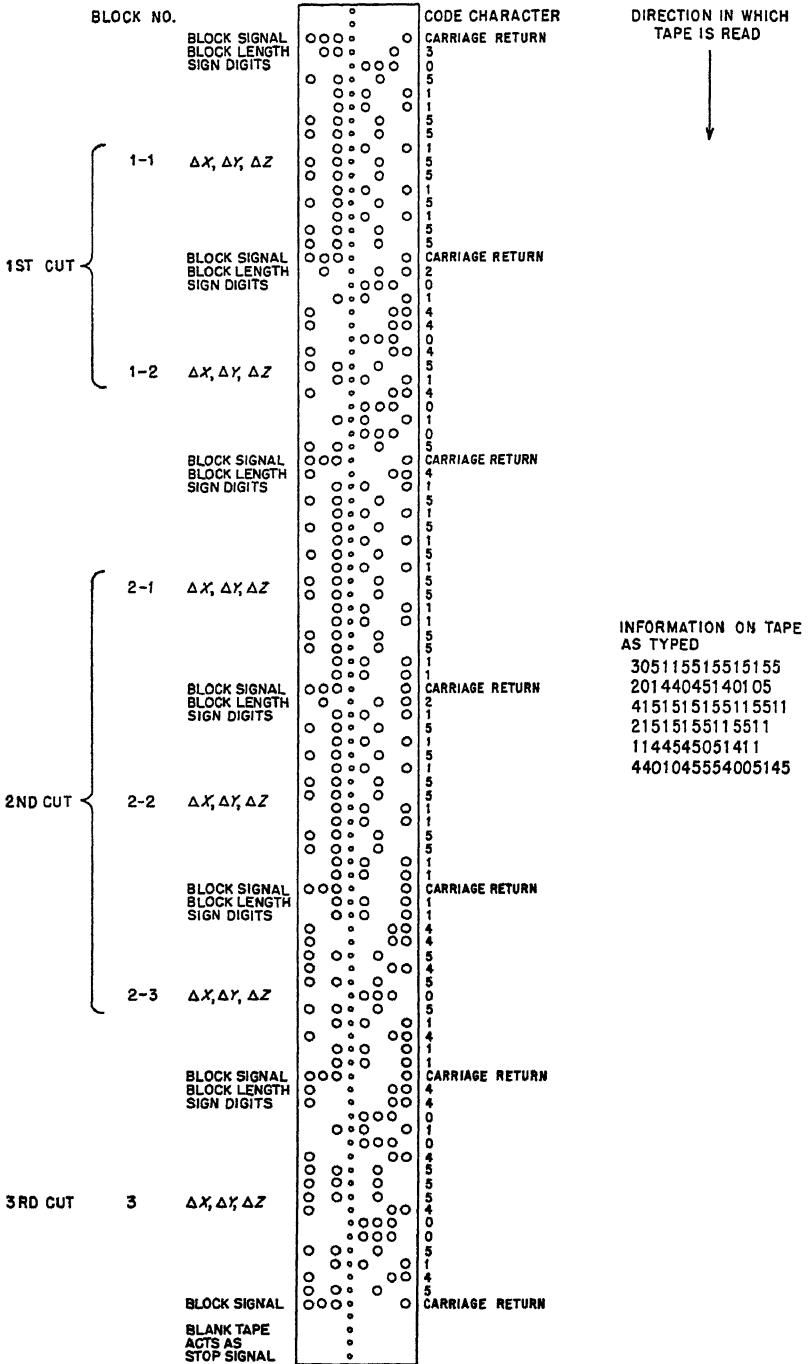 BLOCK NO.
CODE CHARACTER
DIRECTION IN WHICH
TAPE IS READ
BLOCK SIGNAL CARRIAGE RETURN
BLOCK LENGTH 3
SIGN DIGITS 0
5
1
1
5
5
1
1-1 ΔX, ΔY, ΔZ 5
5
1
5
1
5
5
BLOCK SIGNAL CARRIAGE RETURN
1ST CUT BLOCK LENGTH 2
SIGN DIGITS 0
1
4
4
0
4
5
1-2 ΔX, ΔY, ΔZ 1
4
0
1
0
5
BLOCK SIGNAL CARRIAGE RETURN
BLOCK LENGTH 4
SIGN DIGITS 1
5
1
5
1
5
1
2-1 ΔX, ΔY, ΔZ 5
5
1
1
5
5
1
1
BLOCK SIGNAL CARRIAGE RETURN
BLOCK LENGTH 2
SIGN DIGITS 1
5
1
5
1
5
2ND CUT 2-2 ΔX, ΔY, ΔZ 5
1
1
5
5
1
1
BLOCK SIGNAL CARRIAGE RETURN
BLOCK LENGTH 1
SIGN DIGITS 1
4
4
5
4
5
2-3 ΔX, ΔY, ΔZ 0
5
1
4
1
1
BLOCK SIGNAL CARRIAGE RETURN
BLOCK LENGTH 4
SIGN DIGITS 4
0
1
0
4
5
5
3RD CUT 3 ΔX, ΔY, ΔZ 5
4
0
0
5
1
4
5
BLOCK SIGNAL CARRIAGE RETURN
BLANK TAPE
ACTS AS
STOP SIGNAL
INFORMATION ON TAPE
AS TYPED
305115515515155
20144045140105
4151515155115511
21515155115511
1144545051411
4401045554005145